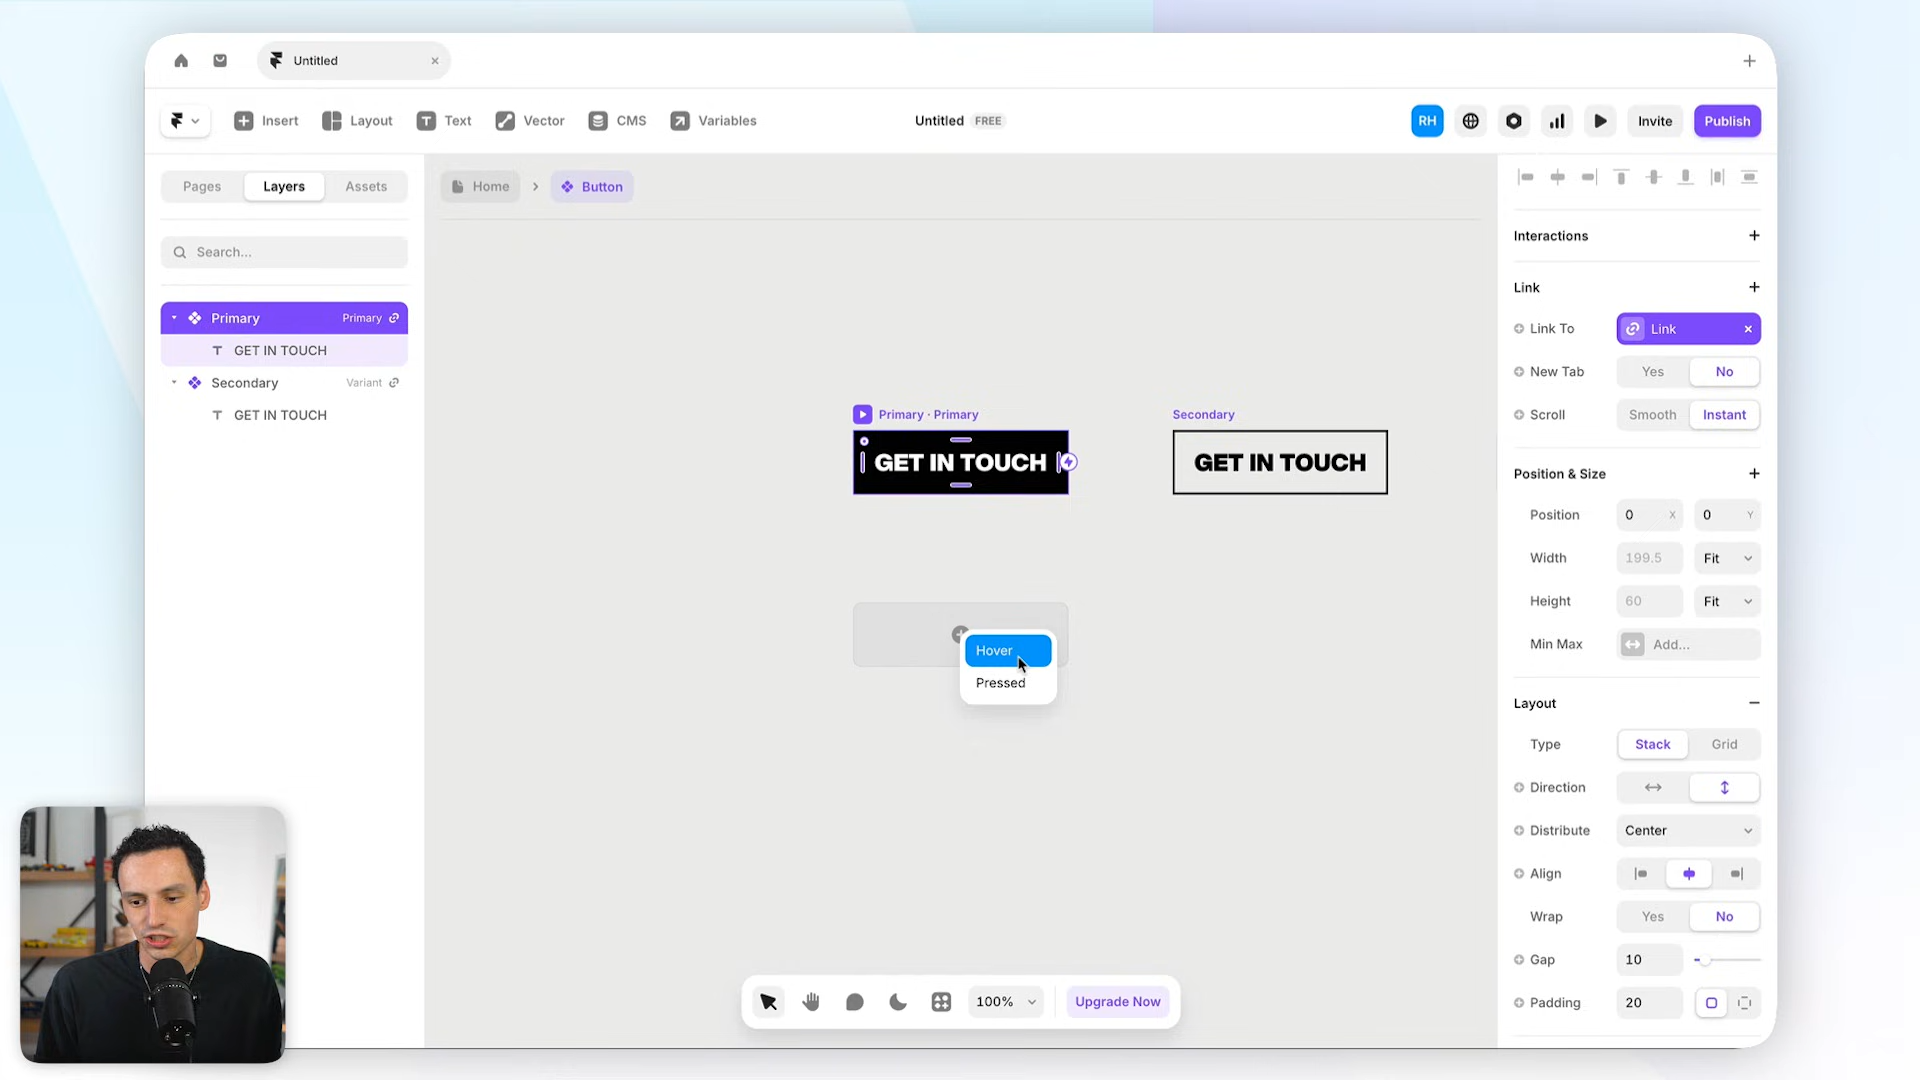 Untitled
Insert
Layout
Text
Vector
CMS
Variables
Untitled FREE
RH
Invite
Publish
Pages
Layers
Assets
Home
Button
Search...
Primary Primary
GET IN TOUCH
Secondary Variant
GET IN TOUCH
Primary · Primary
GET IN TOUCH
Secondary
GET IN TOUCH
Hover
Pressed
100%
Upgrade Now
Interactions
Link
Link To Link
New Tab Yes No
Scroll Smooth Instant
Position & Size
Position 0 X 0 Y
Width 199.5 Fit
Height 60 Fit
Min Max Add...
Layout
Type Stack Grid
Direction
Distribute Center
Align
Wrap Yes No
Gap 10
Padding 20